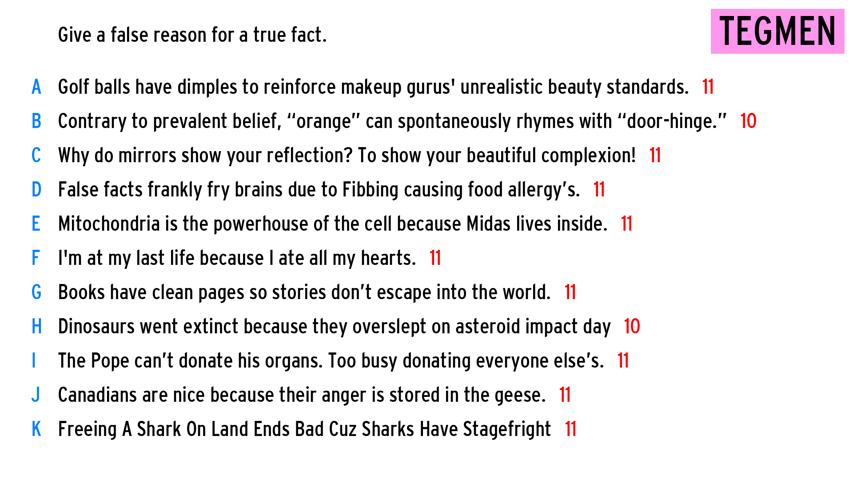 Give a false reason for a true fact.
TEGMEN
A Golf balls have dimples to reinforce makeup gurus' unrealistic beauty standards. 11
B Contrary to prevalent belief, “orange” can spontaneously rhymes with “door-hinge.” 10
C Why do mirrors show your reflection? To show your beautiful complexion! 11
D False facts frankly fry brains due to Fibbing causing food allergy’s. 11
E Mitochondria is the powerhouse of the cell because Midas lives inside. 11
F I'm at my last life because I ate all my hearts. 11
G Books have clean pages so stories don’t escape into the world. 11
H Dinosaurs went extinct because they overslept on asteroid impact day 10
I The Pope can’t donate his organs. Too busy donating everyone else’s. 11
J Canadians are nice because their anger is stored in the geese. 11
K Freeing A Shark On Land Ends Bad Cuz Sharks Have Stagefright 11